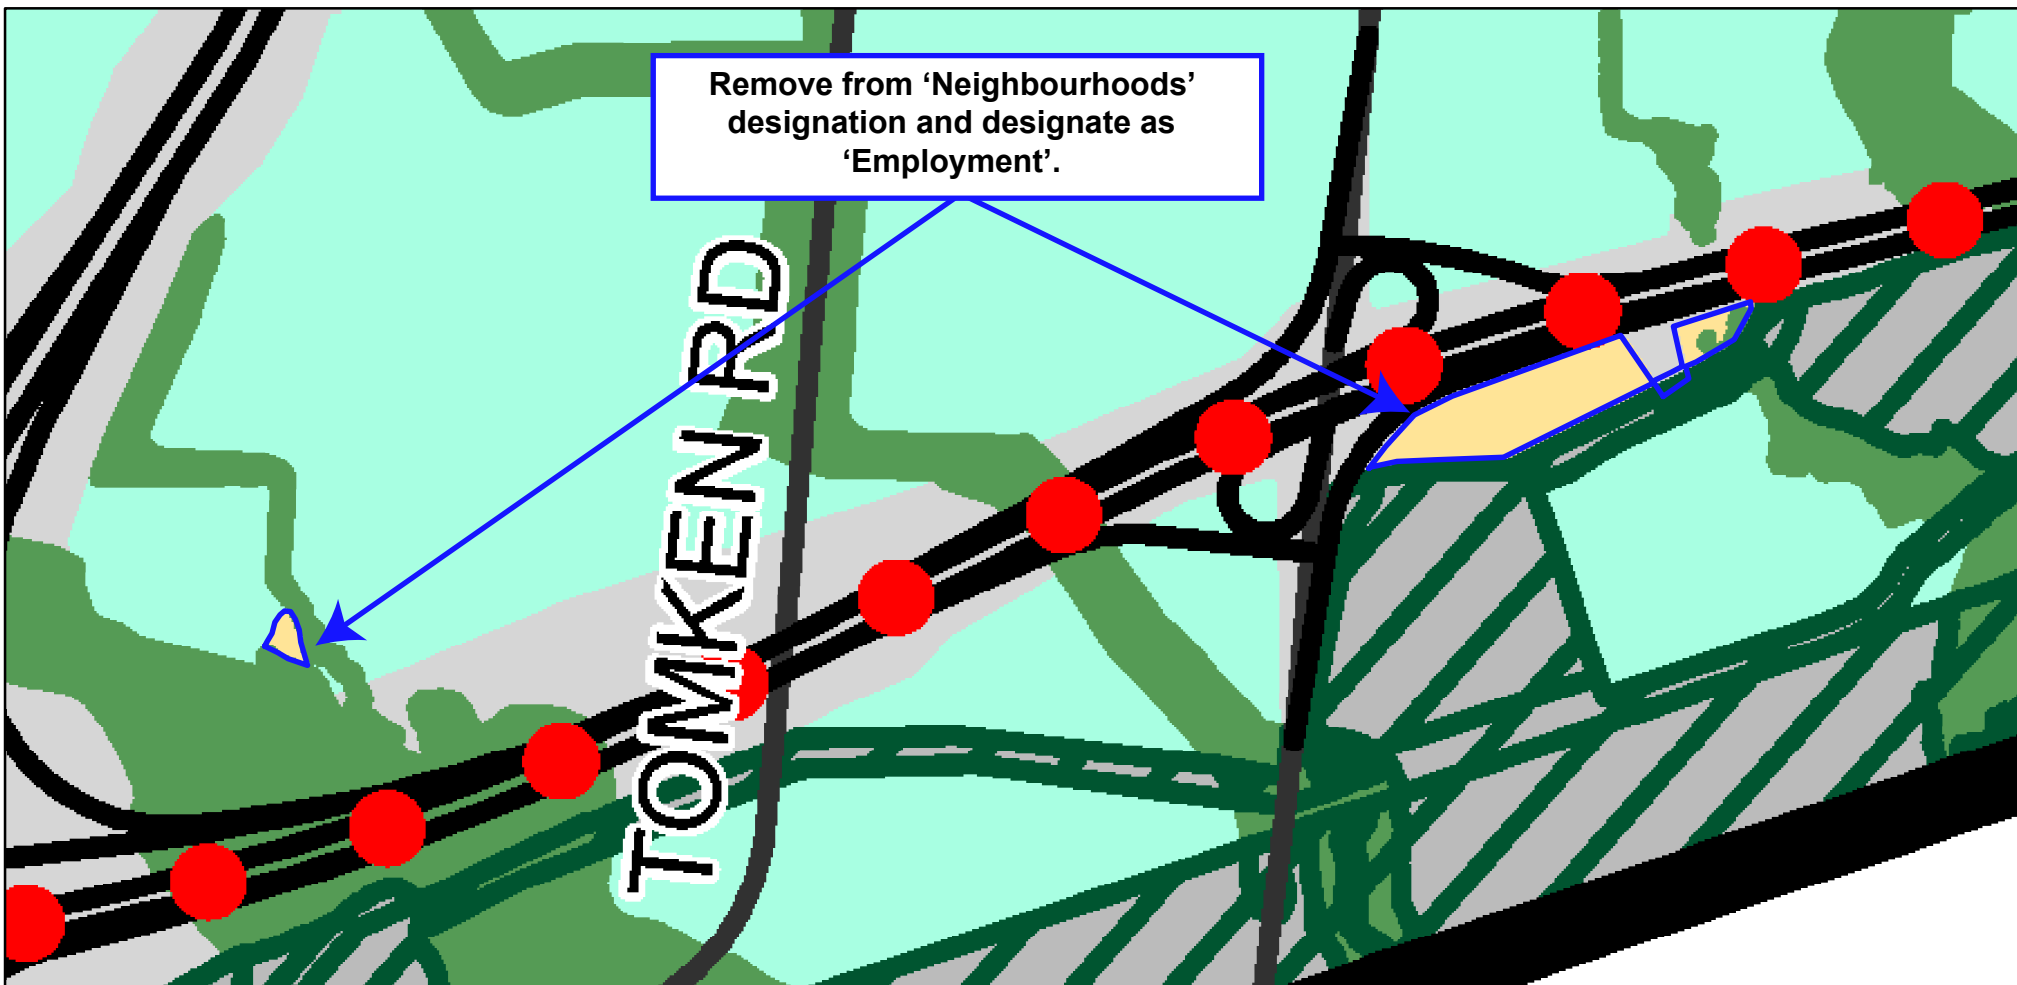 Remove from ‘Neighbourhoods’
designation and designate as
‘Employment’.
TOMKEN RD